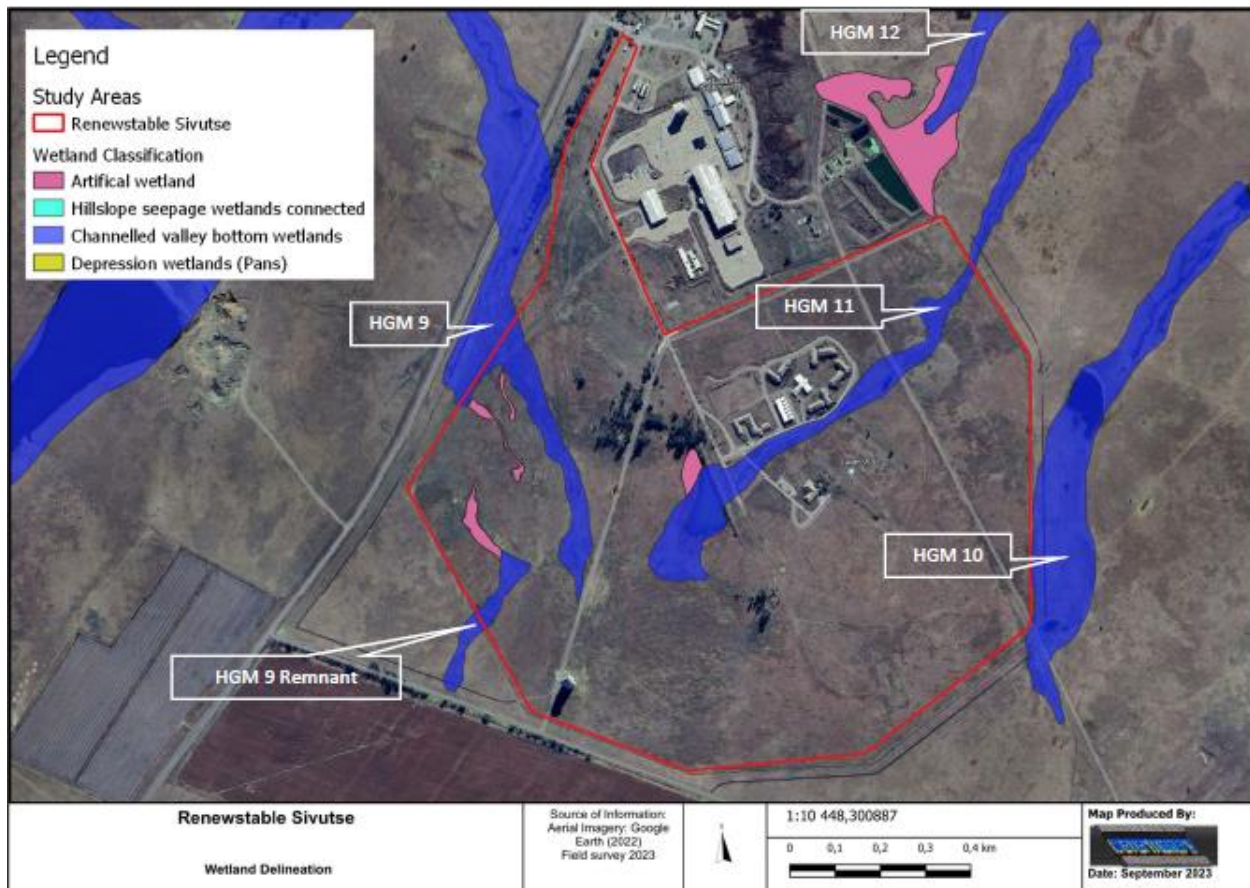 Legend
Study Areas
Renewstable Sivutse
Wetland Classification
Artifical wetland
Hillslope seepage wetlands connected
Channelled valley bottom wetlands
Depression wetlands (Pans)
HGM 12
HGM 9
HGM 11
HGM 10
HGM 9 Remnant
Renewstable Sivutse
Wetland Delineation
Source of Information:
Aerial Imagery: Google
Earth (2022)
Field survey 2023
1:10 448,300887
0 0,1 0,2 0,3 0,4 km
Map Produced By:
Date: September 2023